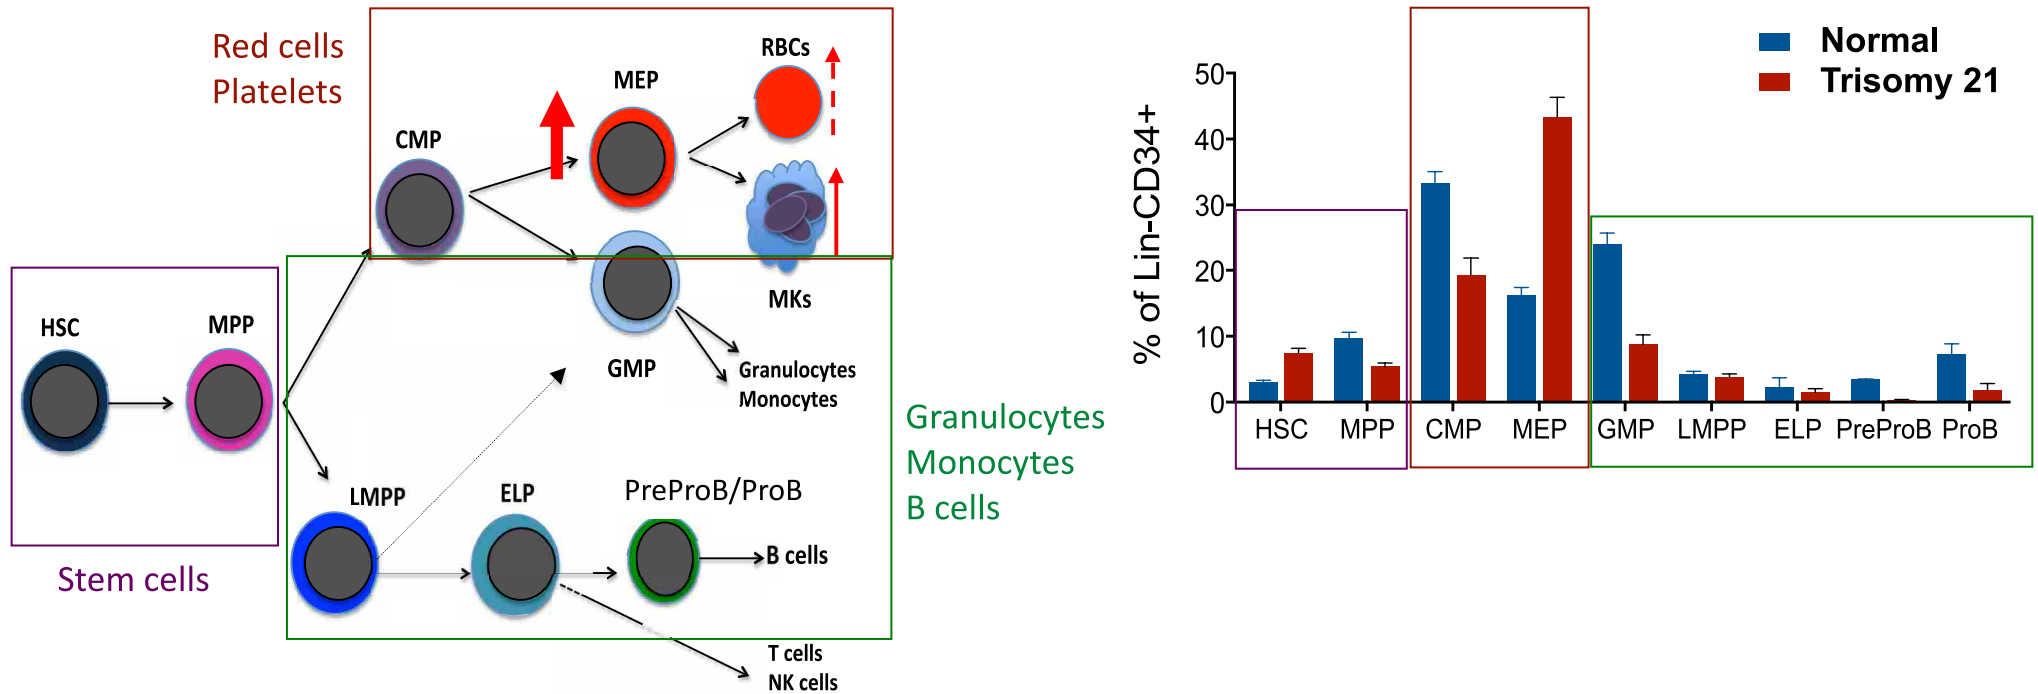 Red cells
Platelets
RBCs
MEP
CMP
MKs
HSC
MPP
GMP
Granulocytes
Monocytes
Granulocytes
Monocytes
B cells
LMPP
ELP
PreProB/ProB
B cells
Stem cells
T cells
NK cells
Normal
Trisomy 21
% of Lin-CD34+
50
40
30
20
10
0
HSC MPP CMP MEP GMP LMPP ELP PreProB ProB